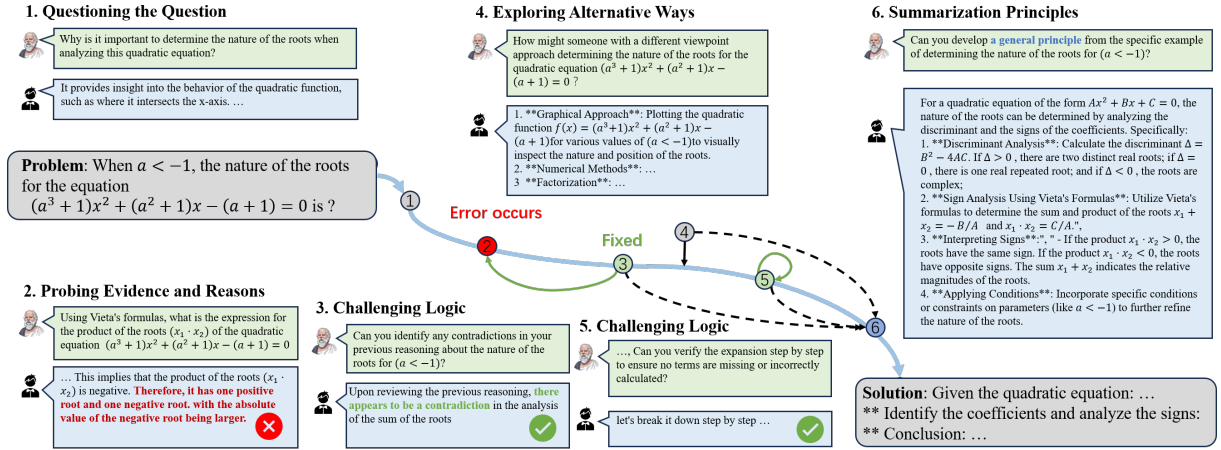 1. Questioning the Question
Why is it important to determine the nature of the roots when
analyzing this quadratic equation?
It provides insight into the behavior of the quadratic function,
such as where it intersects the x-axis. …
Problem: When a < −1, the nature of the roots
for the equation
(a³ + 1)x² + (a² + 1)x − (a + 1) = 0 is ?
4. Exploring Alternative Ways
How might someone with a different viewpoint
approach determining the nature of the roots for the
quadratic equation (a³ + 1)x² + (a² + 1)x −
(a + 1) = 0 ?
1. **Graphical Approach**: Plotting the quadratic
function f(x) = (a³+1)x² + (a² + 1)x −
(a + 1)for various values of (a < −1)to visually
inspect the nature and position of the roots.
2. **Numerical Methods**: …
3 **Factorization**: …
6. Summarization Principles
Can you develop a general principle from the specific example
of determining the nature of the roots for (a < −1)?
For a quadratic equation of the form Ax² + Bx + C = 0, the
nature of the roots can be determined by analyzing the
discriminant and the signs of the coefficients. Specifically:
1. **Discriminant Analysis**: Calculate the discriminant Δ =
B² − 4AC. If Δ > 0 , there are two distinct real roots; if Δ =
0 , there is one real repeated root; and if Δ < 0 , the roots are
complex;
2. **Sign Analysis Using Vieta's Formulas**: Utilize Vieta's
formulas to determine the sum and product of the roots x₁ +
x₂ = −B/A and x₁ · x₂ = C/A.",
3. **Interpreting Signs**:", " - If the product x₁ · x₂ > 0, the
roots have the same sign. If the product x₁ · x₂ < 0, the roots
have opposite signs. The sum x₁ + x₂ indicates the relative
magnitudes of the roots.
4. **Applying Conditions**: Incorporate specific conditions
or constraints on parameters (like a < −1) to further refine
the nature of the roots.
1
Error occurs
2
Fixed
3
4
5
6
2. Probing Evidence and Reasons
Using Vieta's formulas, what is the expression for
the product of the roots (x₁ · x₂) of the quadratic
equation (a³ + 1)x² + (a² + 1)x − (a + 1) = 0
… This implies that the product of the roots (x₁ ·
x₂) is negative. Therefore, it has one positive
root and one negative root. with the absolute
value of the negative root being larger.
3. Challenging Logic
Can you identify any contradictions in your
previous reasoning about the nature of the
roots for (a < −1)?
Upon reviewing the previous reasoning, there
appears to be a contradiction in the analysis
of the sum of the roots
5. Challenging Logic
…, Can you verify the expansion step by step
to ensure no terms are missing or incorrectly
calculated?
let's break it down step by step …
Solution: Given the quadratic equation: …
** Identify the coefficients and analyze the signs:
** Conclusion: …